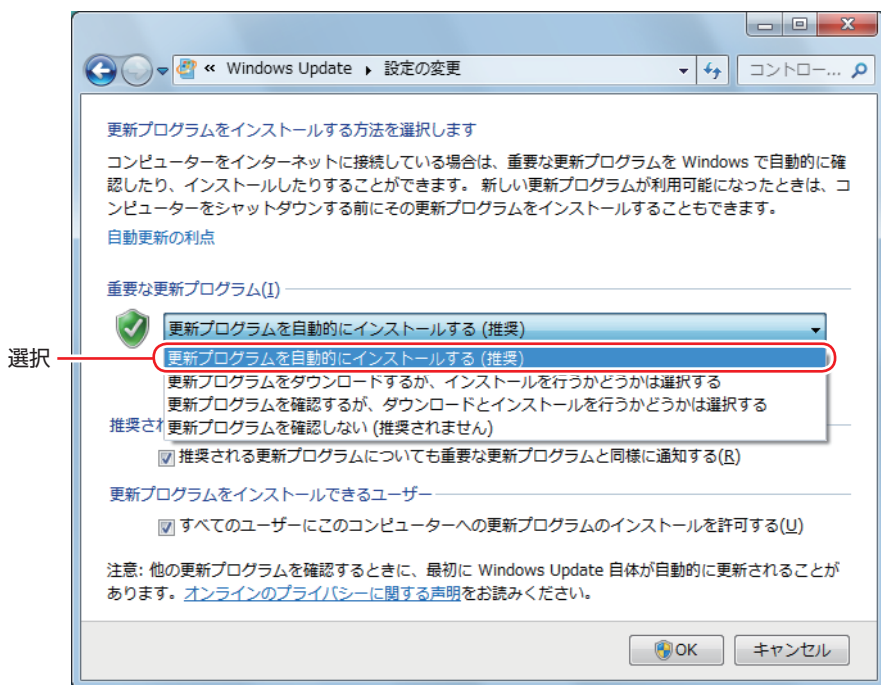 « Windows Update ▸ 設定の変更
コントロー...
更新プログラムをインストールする方法を選択します
コンピューターをインターネットに接続している場合は、重要な更新プログラムを Windows で自動的に確
認したり、インストールしたりすることができます。 新しい更新プログラムが利用可能になったときは、コ
ンピューターをシャットダウンする前にその更新プログラムをインストールすることもできます。
自動更新の利点
重要な更新プログラム(I)
更新プログラムを自動的にインストールする (推奨)
選択
更新プログラムを自動的にインストールする (推奨)
更新プログラムをダウンロードするが、インストールを行うかどうかは選択する
更新プログラムを確認するが、ダウンロードとインストールを行うかどうかは選択する
推奨され
更新プログラムを確認しない (推奨されません)
推奨される更新プログラムについても重要な更新プログラムと同様に通知する(R)
更新プログラムをインストールできるユーザー
すべてのユーザーにこのコンピューターへの更新プログラムのインストールを許可する(U)
注意: 他の更新プログラムを確認するときに、最初に Windows Update 自体が自動的に更新されることが
あります。オンラインのプライバシーに関する声明をお読みください。
OK
キャンセル